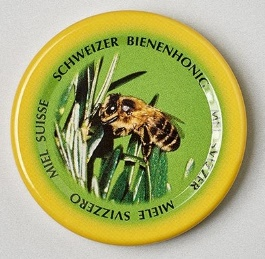 SCHWEIZER BIENENHONIG
MIELE SVIZZERO
MIEL SUISSE